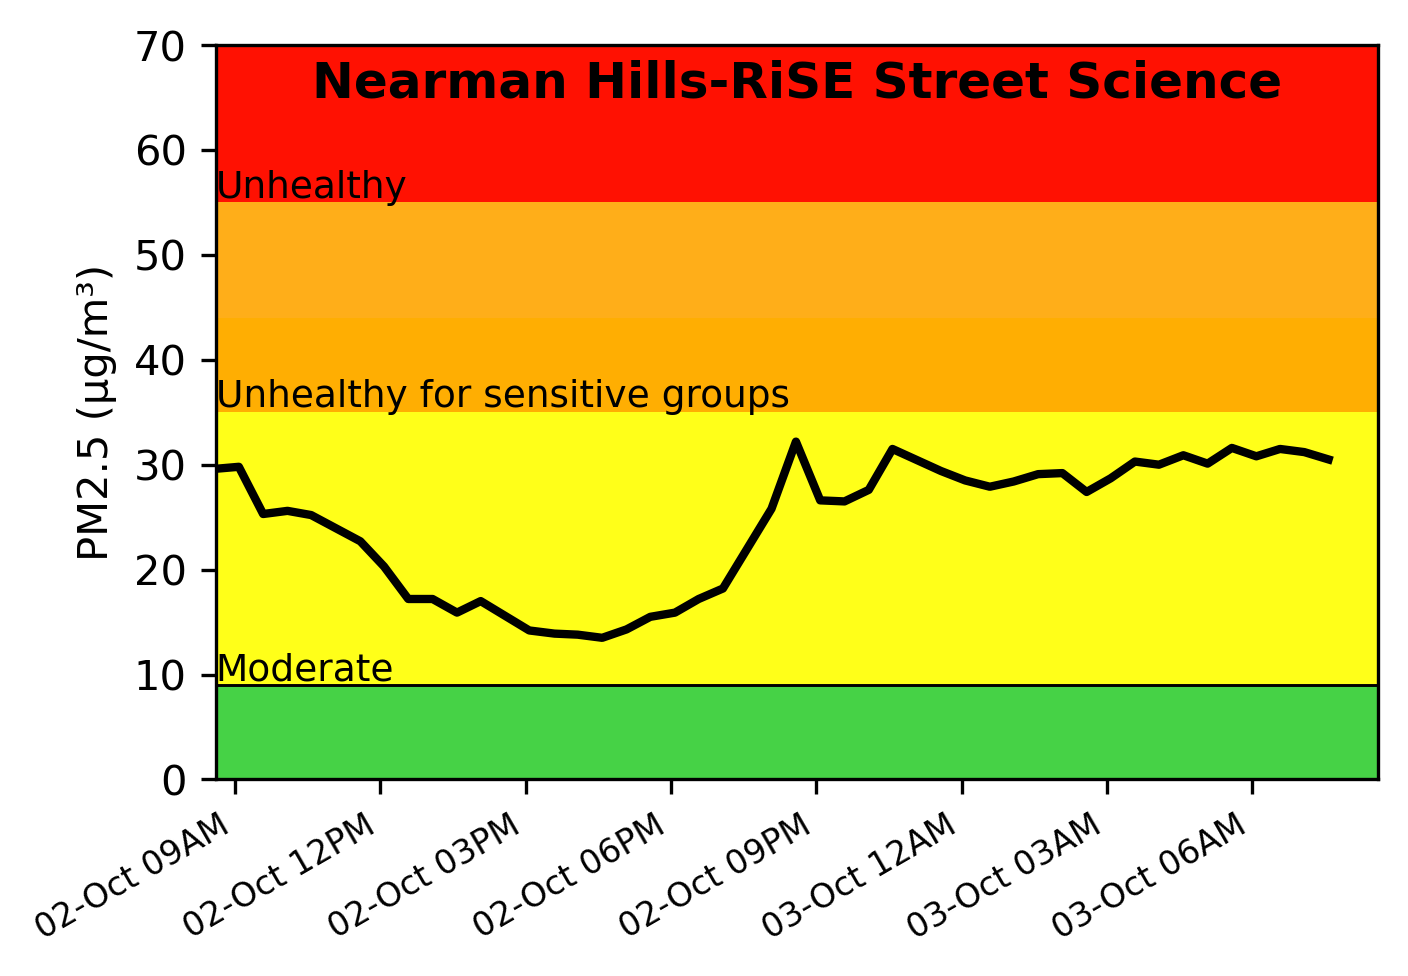 Nearman Hills-RiSE Street Science
70
60
50
40
30
20
10
0
PM2.5 (µg/m³)
Unhealthy
Unhealthy for sensitive groups
Moderate
02-Oct 09AM
02-Oct 12PM
02-Oct 03PM
02-Oct 06PM
02-Oct 09PM
03-Oct 12AM
03-Oct 03AM
03-Oct 06AM